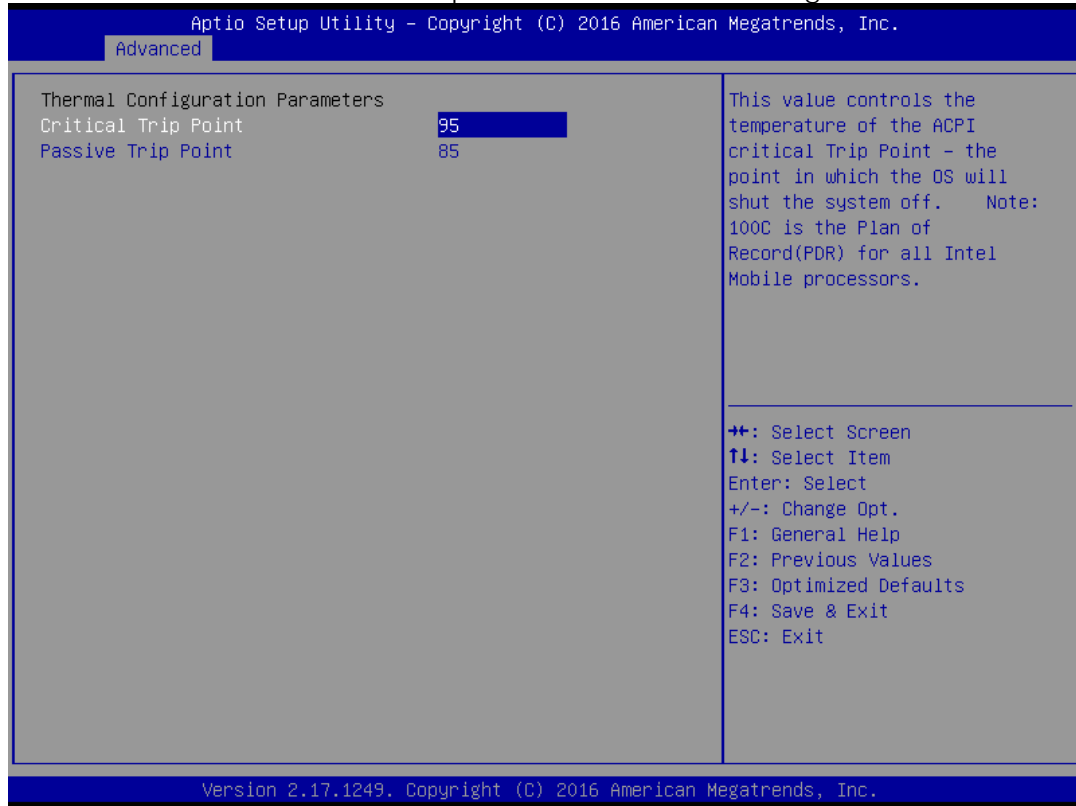 Aptio Setup Utility – Copyright (C) 2016 American Megatrends, Inc.
Advanced
Thermal Configuration Parameters
Critical Trip Point 95
Passive Trip Point 85
This value controls the
temperature of the ACPI
critical Trip Point – the
point in which the OS will
shut the system off. Note:
100C is the Plan of
Record(PDR) for all Intel
Mobile processors.
→←: Select Screen
↑↓: Select Item
Enter: Select
+/-: Change Opt.
F1: General Help
F2: Previous Values
F3: Optimized Defaults
F4: Save & Exit
ESC: Exit
Version 2.17.1249. Copyright (C) 2016 American Megatrends, Inc.